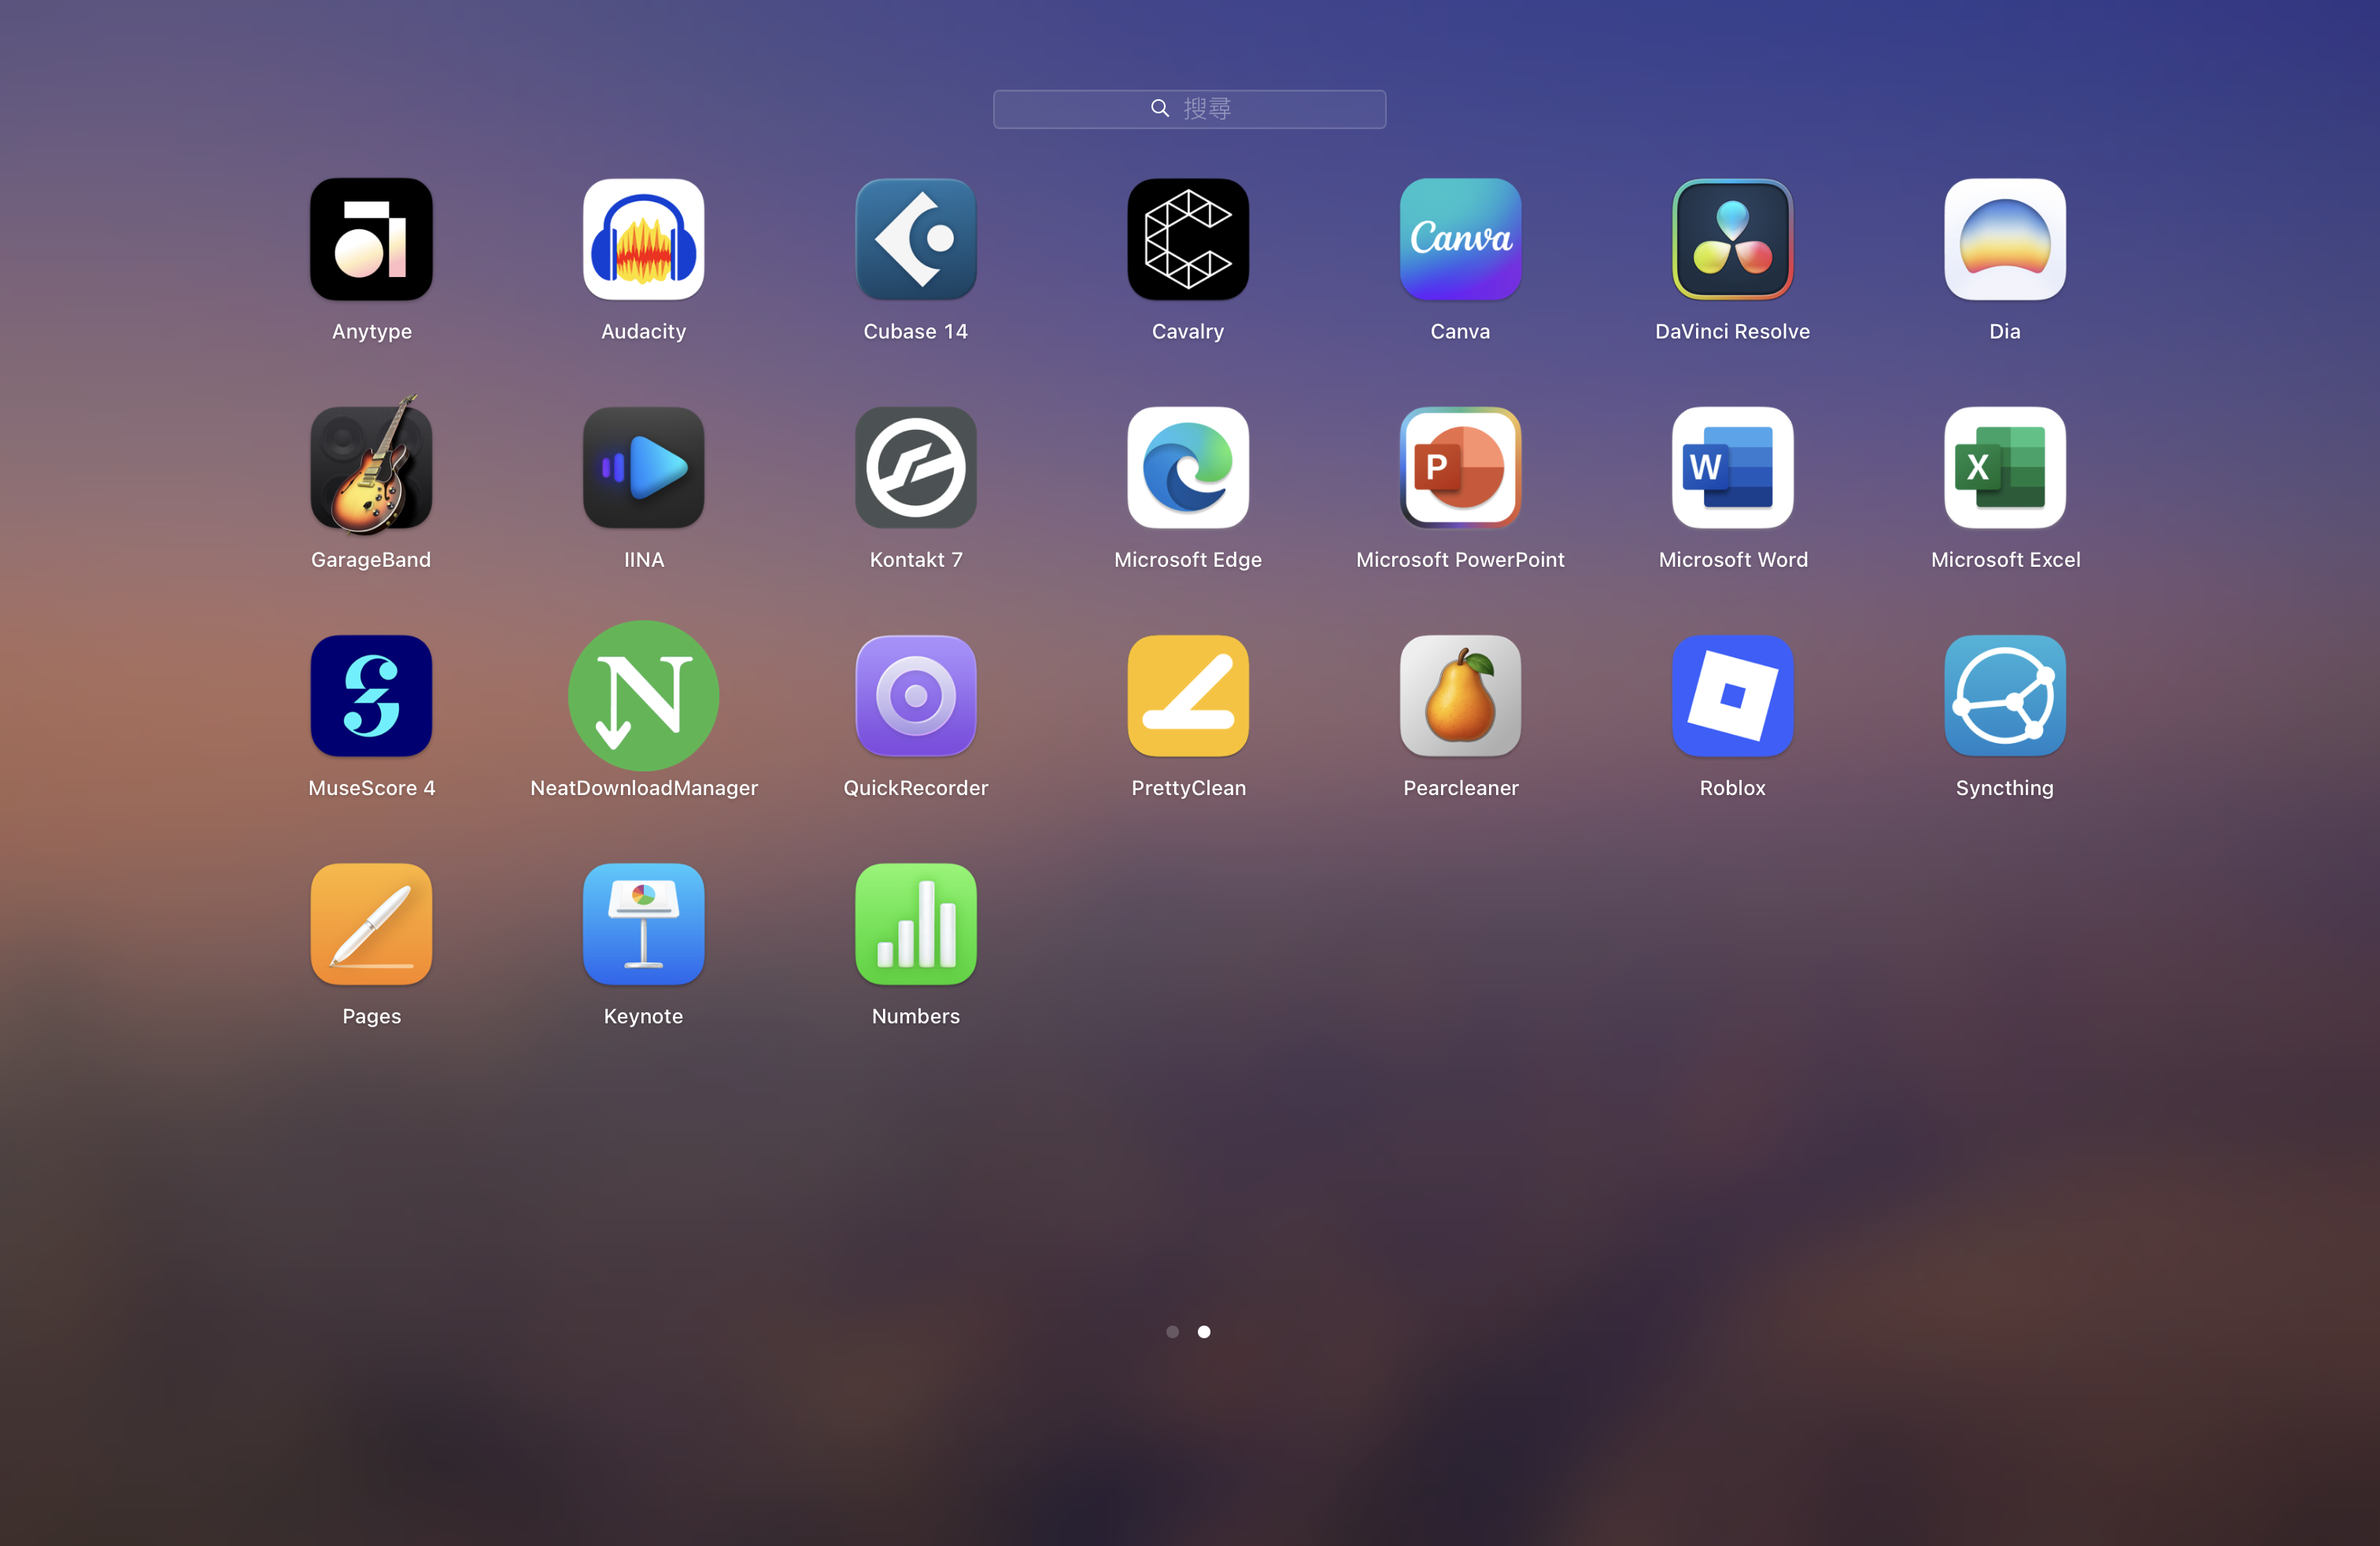 搜尋
Canva
Anytype
Audacity
Cubase 14
Cavalry
Canva
DaVinci Resolve
Dia
P
W
X
GarageBand
IINA
Kontakt 7
Microsoft Edge
Microsoft PowerPoint
Microsoft Word
Microsoft Excel
N
MuseScore 4
NeatDownloadManager
QuickRecorder
PrettyClean
Pearcleaner
Roblox
Syncthing
Pages
Keynote
Numbers